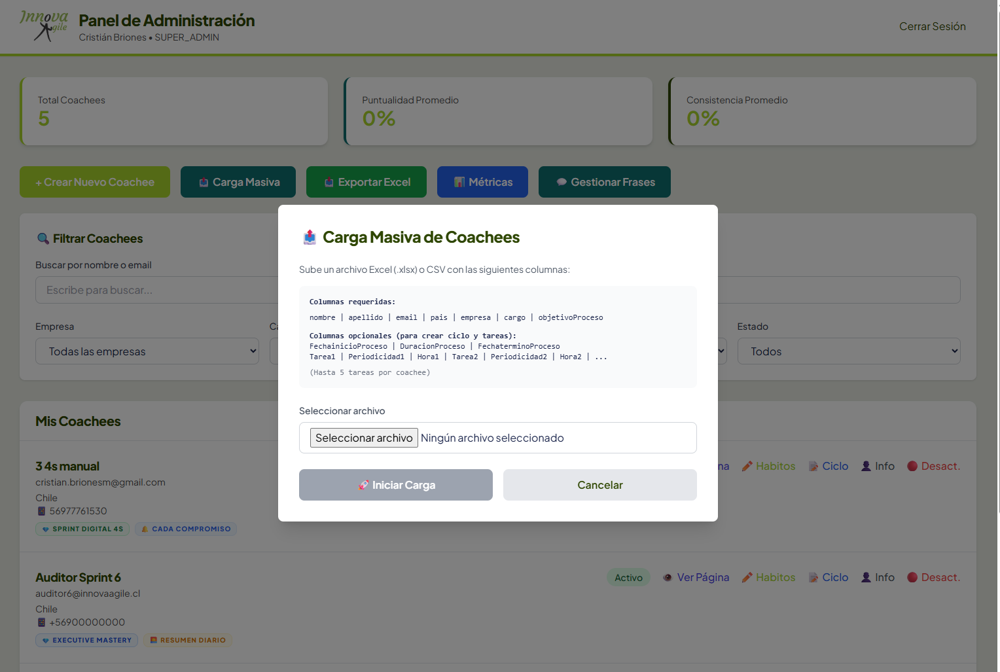 Innova
Agile
Panel de Administración
Cristián Briones • SUPER_ADMIN
Cerrar Sesión
Total Coachees
5
Puntualidad Promedio
0%
Consistencia Promedio
0%
+ Crear Nuevo Coachee
Carga Masiva
Exportar Excel
Métricas
Gestionar Frases
Filtrar Coachees
Buscar por nombre o email
Escribe para buscar...
Empresa
Todas las empresas
Estado
Todos
Carga Masiva de Coachees
Sube un archivo Excel (.xlsx) o CSV con las siguientes columnas:
Columnas requeridas:
nombre | apellido | email | pais | empresa | cargo | objetivoProceso
Columnas opcionales (para crear ciclo y tareas):
FechainicioProceso | DuracionProceso | FechaterminoProceso
Tarea1 | Periodicidad1 | Hora1 | Tarea2 | Periodicidad2 | Hora2 | ...
(Hasta 5 tareas por coachee)
Seleccionar archivo
Seleccionar archivo Ningún archivo seleccionado
Iniciar Carga
Cancelar
Mis Coachees
3 4s manual
cristian.brionesm@gmail.com
Chile
56977761530
SPRINT DIGITAL 4S
CADA COMPROMISO
Habitos
Ciclo
Info
Desact.
Auditor Sprint 6
auditor6@innovaagile.cl
Chile
+56900000000
EXECUTIVE MASTERY
RESUMEN DIARIO
Activo
Ver Página
Habitos
Ciclo
Info
Desact.